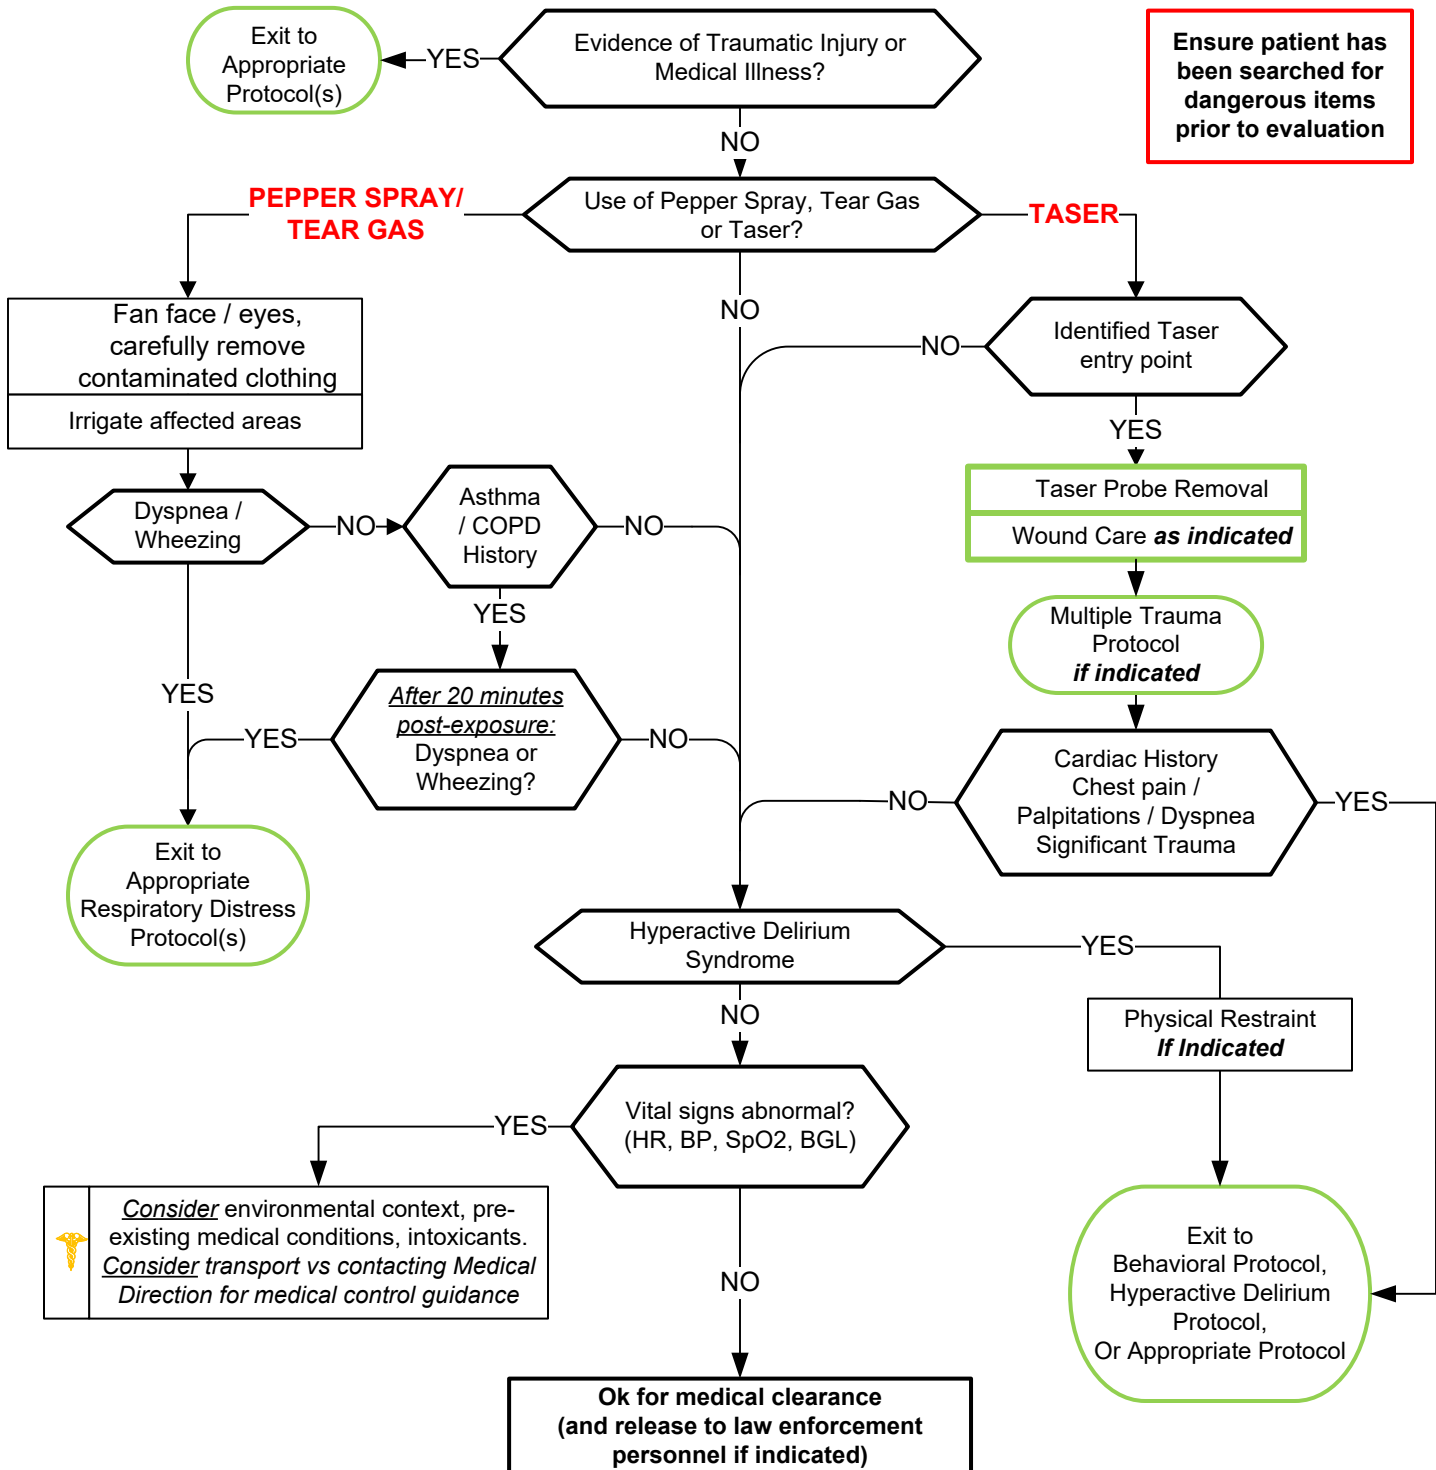 Exit to
Appropriate
Protocol(s)
YES
Evidence of Traumatic Injury or
Medical Illness?
Ensure patient has
been searched for
dangerous items
prior to evaluation
NO
PEPPER SPRAY/
TEAR GAS
Use of Pepper Spray, Tear Gas
or Taser?
TASER
NO
Fan face / eyes,
carefully remove
contaminated clothing
Irrigate affected areas
Identified Taser
entry point
NO
YES
Dyspnea /
Wheezing
NO
Asthma
/ COPD
History
NO
Taser Probe Removal
Wound Care as indicated
YES
Multiple Trauma
Protocol
if indicated
YES
After 20 minutes
post-exposure:
Dyspnea or
Wheezing?
YES
NO
Cardiac History
Chest pain /
Palpitations / Dyspnea
Significant Trauma
NO
YES
Exit to
Appropriate
Respiratory Distress
Protocol(s)
Hyperactive Delirium
Syndrome
YES
NO
Physical Restraint
If Indicated
Vital signs abnormal?
(HR, BP, SpO2, BGL)
YES
Consider environmental context, pre-
existing medical conditions, intoxicants.
Consider transport vs contacting Medical
Direction for medical control guidance
NO
Exit to
Behavioral Protocol,
Hyperactive Delirium
Protocol,
Or Appropriate Protocol
Ok for medical clearance
(and release to law enforcement
personnel if indicated)